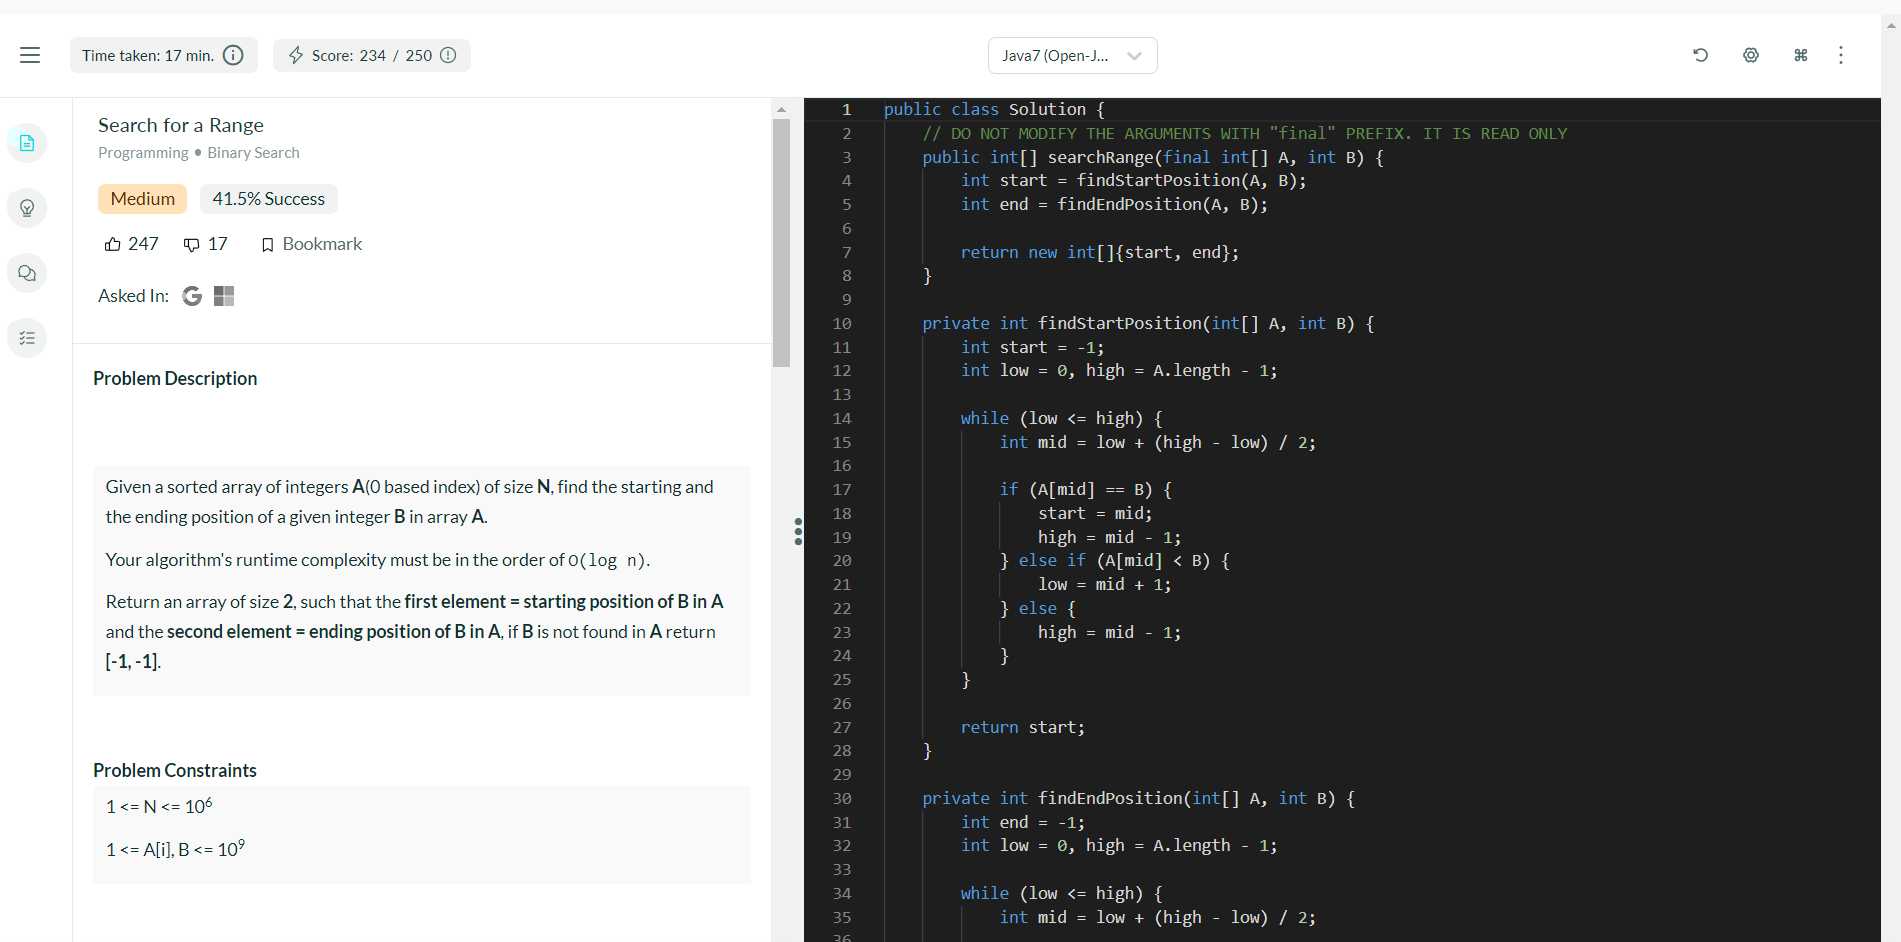 Time taken: 17 min.
Score: 234 / 250
Java7 (Open-J...
Search for a Range
Programming • Binary Search
Medium
41.5% Success
247
17
Bookmark
Asked In:
Problem Description
Given a sorted array of integers A(0 based index) of size N, find the starting and
the ending position of a given integer B in array A.
Your algorithm's runtime complexity must be in the order of O(log n).
Return an array of size 2, such that the first element = starting position of B in A
and the second element = ending position of B in A, if B is not found in A return
[-1, -1].
Problem Constraints
1 <= N <= 10⁶
1 <= A[i], B <= 10⁹
1 public class Solution {
2 // DO NOT MODIFY THE ARGUMENTS WITH "final" PREFIX. IT IS READ ONLY
3 public int[] searchRange(final int[] A, int B) {
4 int start = findStartPosition(A, B);
5 int end = findEndPosition(A, B);
6
7 return new int[]{start, end};
8 }
9
10 private int findStartPosition(int[] A, int B) {
11 int start = -1;
12 int low = 0, high = A.length - 1;
13
14 while (low <= high) {
15 int mid = low + (high - low) / 2;
16
17 if (A[mid] == B) {
18 start = mid;
19 high = mid - 1;
20 } else if (A[mid] < B) {
21 low = mid + 1;
22 } else {
23 high = mid - 1;
24 }
25 }
26
27 return start;
28 }
29
30 private int findEndPosition(int[] A, int B) {
31 int end = -1;
32 int low = 0, high = A.length - 1;
33
34 while (low <= high) {
35 int mid = low + (high - low) / 2;
36